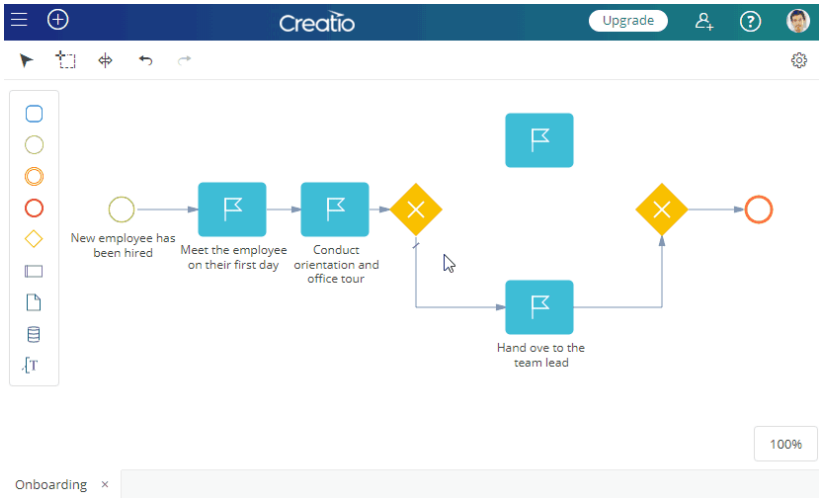 Creatio
Upgrade
New employee has
been hired
Meet the employee
on their first day
Conduct
orientation and
office tour
Hand ove to the
team lead
T
100%
Onboarding ×